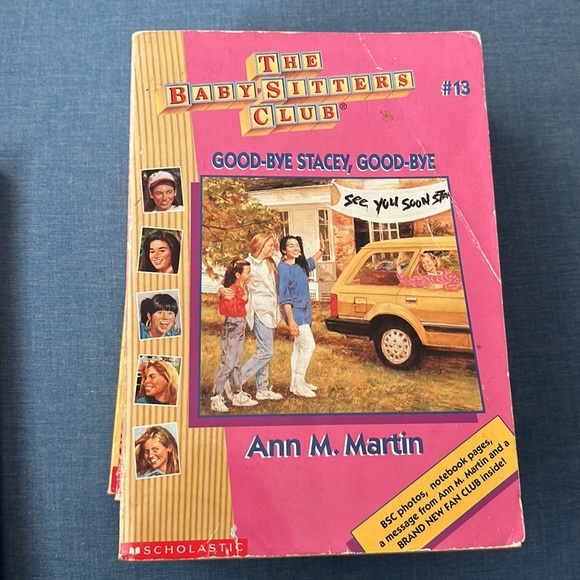 THE
BABY-SITTERS
CLUB®
#13
GOOD-BYE STACEY, GOOD-BYE
SEE YOU SOON STA
Ann M. Martin
BSC photos, notebook pages,
a message from Ann M. Martin and a
BRAND NEW FAN CLUB inside!
SCHOLASTIC